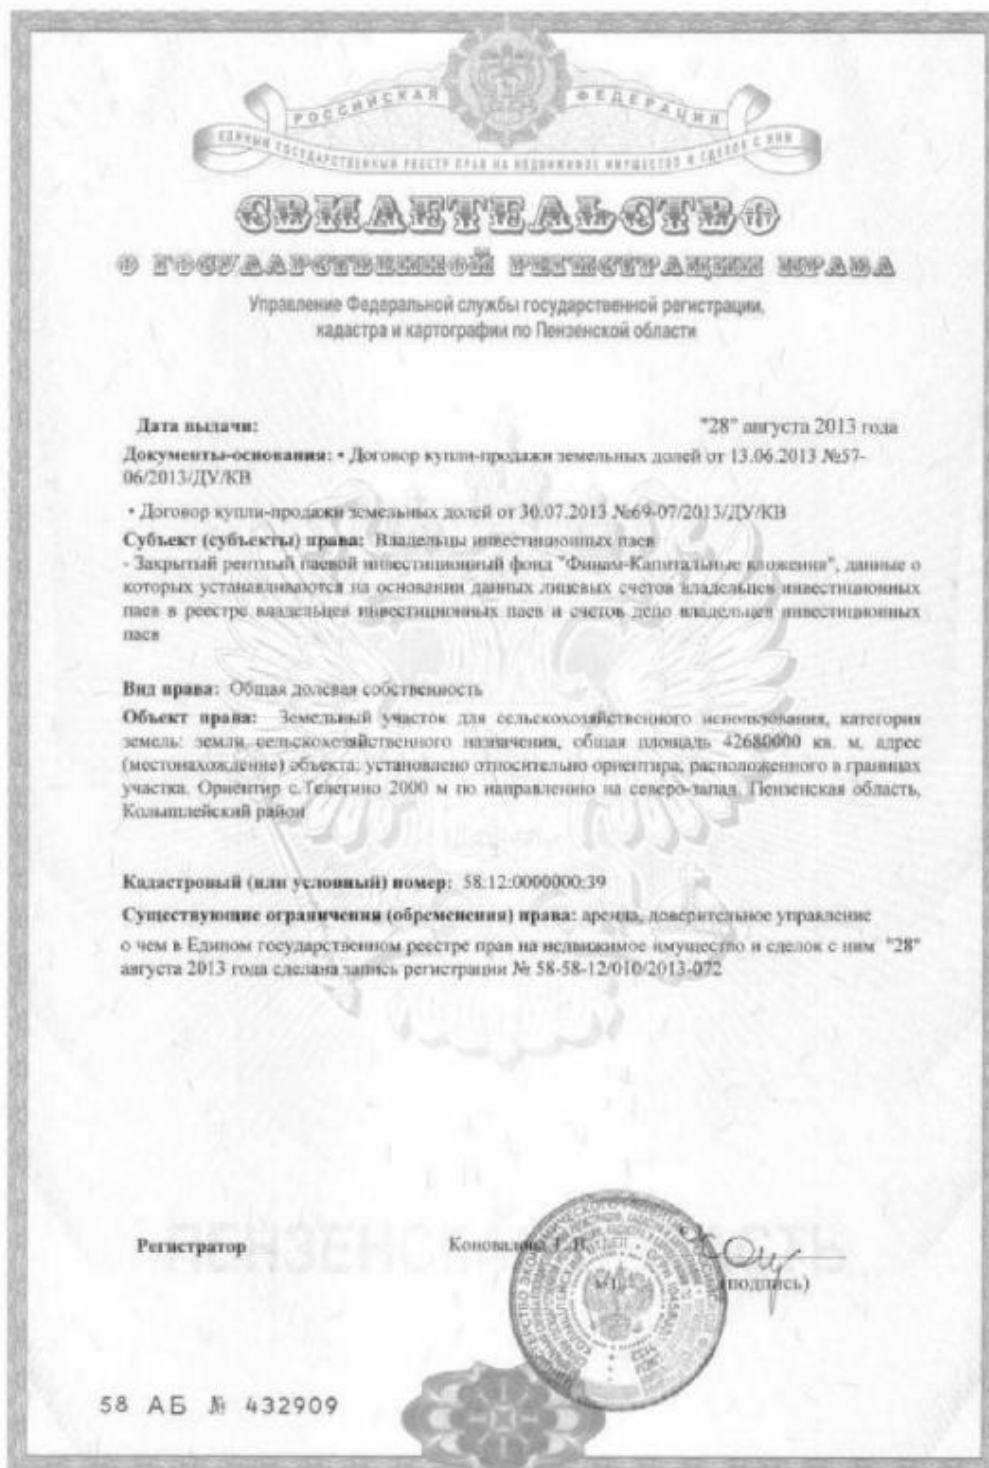 РОССИЙСКАЯ ФЕДЕРАЦИЯ
ЕДИНЫЙ ГОСУДАРСТВЕННЫЙ РЕЕСТР ПРАВ НА НЕДВИЖИМОЕ ИМУЩЕСТВО И СДЕЛОК С НИМ
СВИДЕТЕЛЬСТВО
О ГОСУДАРСТВЕННОЙ РЕГИСТРАЦИИ ПРАВА
Управление Федеральной службы государственной регистрации,
кадастра и картографии по Пензенской области
Дата выдачи: "28" августа 2013 года
Документы-основания: • Договор купли-продажи земельных долей от 13.06.2013 №57-
06/2013/ДУ/КВ
• Договор купли-продажи земельных долей от 30.07.2013 №69-07/2013/ДУ/КВ
Субъект (субъекты) права: Владельцы инвестиционных паев
- Закрытый рентный паевой инвестиционный фонд "Финам-Капитальные вложения", данные о
которых устанавливаются на основании данных лицевых счетов владельцев инвестиционных
паев в реестре владельцев инвестиционных паев и счетов депо владельцев инвестиционных
паев
Вид права: Общая долевая собственность
Объект права: Земельный участок для сельскохозяйственного использования, категория
земель: земли сельскохозяйственного назначения, общая площадь 42680000 кв. м, адрес
(местонахождение) объекта: установлено относительно ориентира, расположенного в границах
участка. Ориентир с.Телегино 2000 м по направлению на северо-запад. Пензенская область,
Колышлейский район
Кадастровый (или условный) номер: 58:12:0000000:39
Существующие ограничения (обременения) права: аренда, доверительное управление
о чем в Едином государственном реестре прав на недвижимое имущество и сделок с ним "28"
августа 2013 года сделана запись регистрации № 58-58-12/010/2013-072
ПЕНЗЕНСКАЯ ОБЛАСТЬ
Регистратор Коновалова
(подпись)
58 АБ № 432909